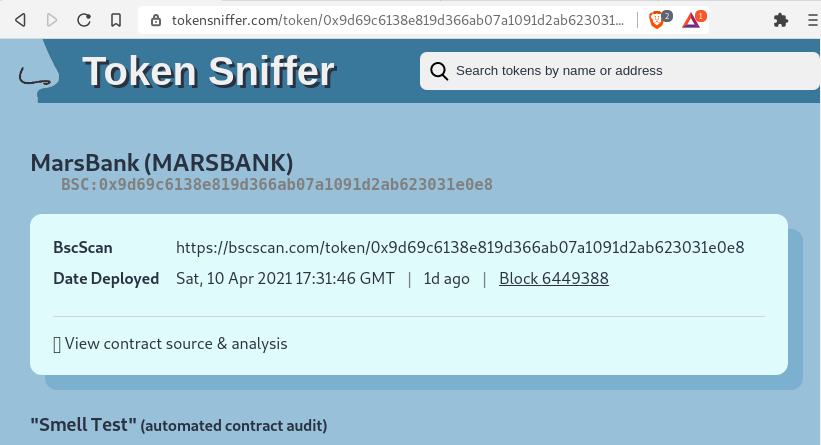 tokensniffer.com/token/0x9d69c6138e819d366ab07a1091d2ab623031... 2 1
Token Sniffer
Search tokens by name or address
MarsBank (MARSBANK)
BSC:0x9d69c6138e819d366ab07a1091d2ab623031e0e8
BscScan https://bscscan.com/token/0x9d69c6138e819d366ab07a1091d2ab623031e0e8
Date Deployed Sat, 10 Apr 2021 17:31:46 GMT | 1d ago | Block 6449388
View contract source & analysis
"Smell Test" (automated contract audit)